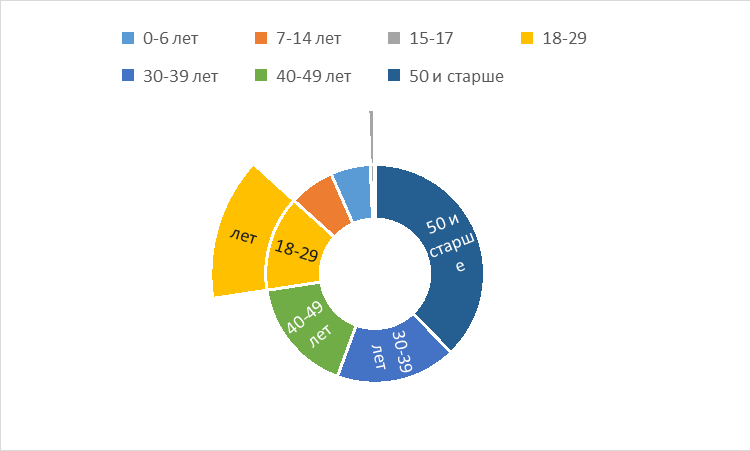 0-6 лет 7-14 лет 15-17 18-29
30-39 лет 40-49 лет 50 и старше
50 и
старш
е
30-39
лет
40-49
лет
18-29
лет